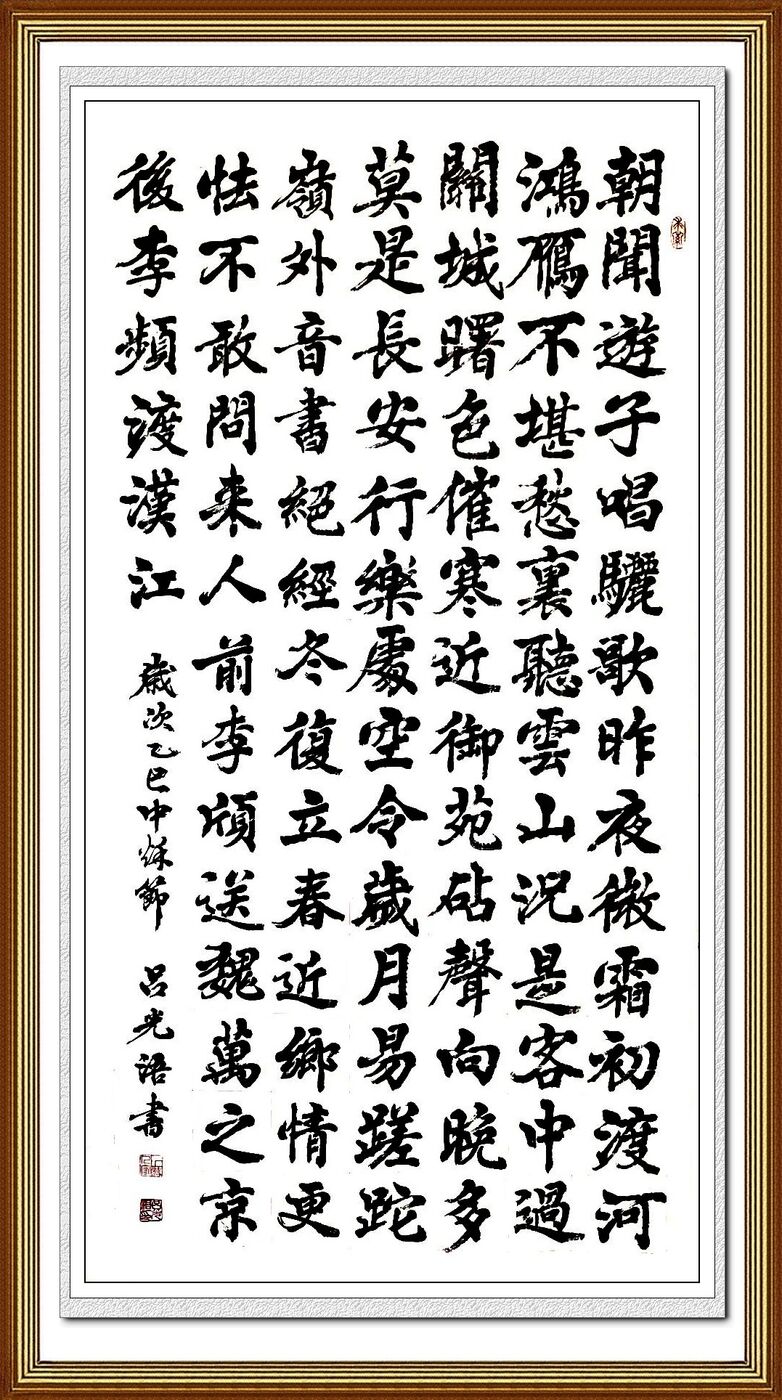 朝聞遊子唱驪歌昨夜微霜初渡河
鴻鴈不堪愁裏聽雲山況是客中過
關城曙色催寒近御苑砧聲向晚多
莫是長安行樂處空令歲月易蹉跎
嶺外音書絕經冬復立春近鄉情更
怯不敢問来人前李頎送魏萬之京
後李頻渡漢江
歲次乙巳中秋節 呂光語書